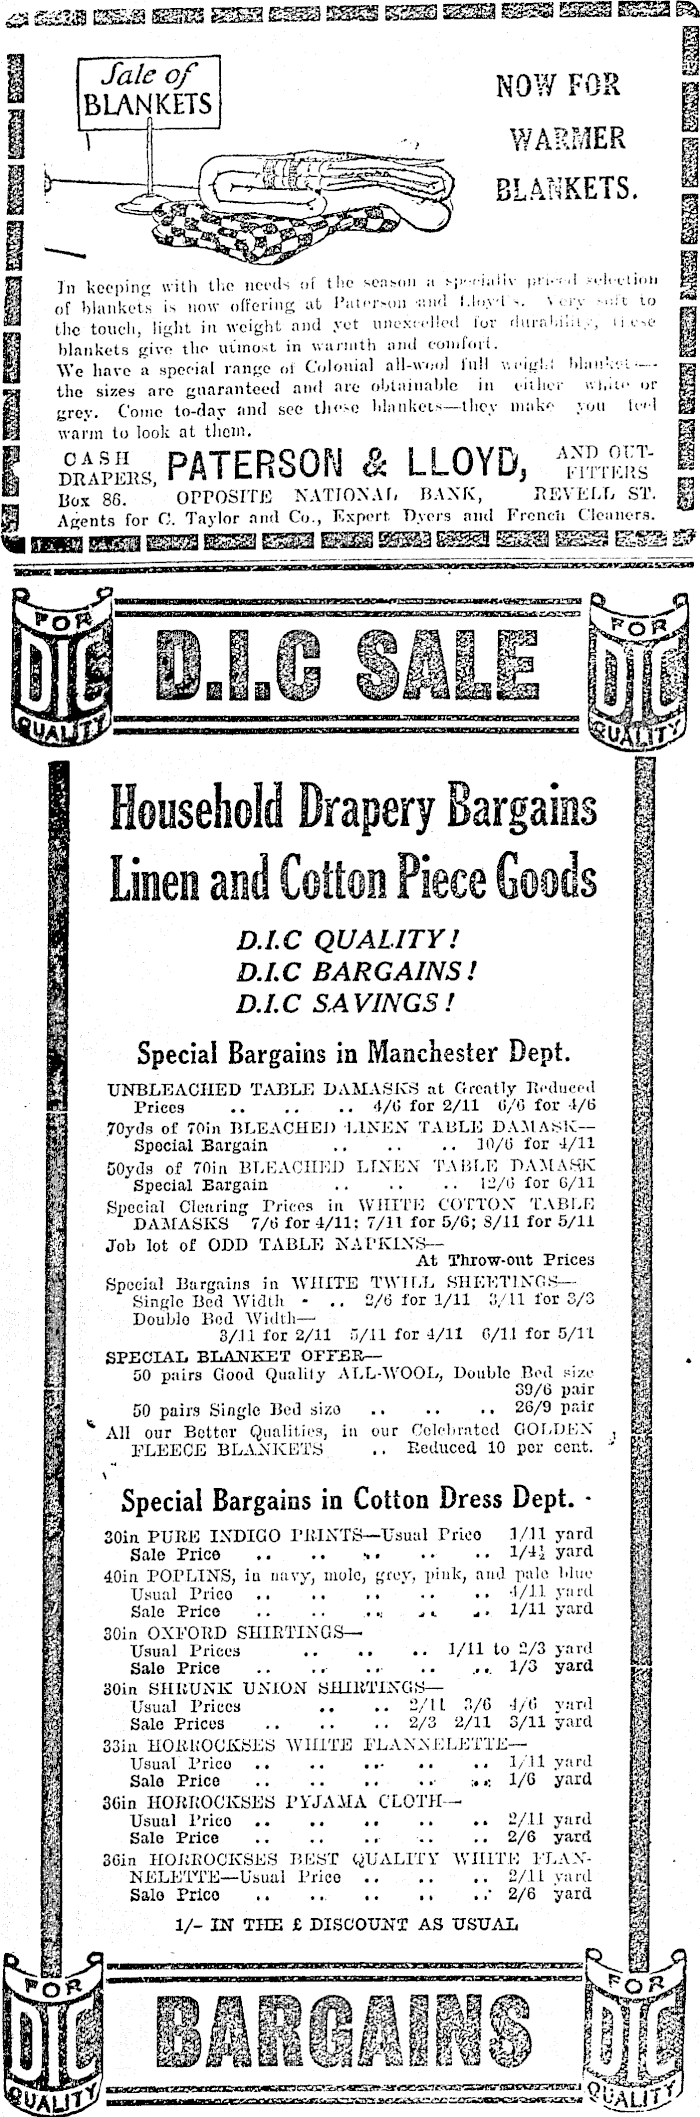 Sale of
BLANKETS
NOW FOR
WARMER
BLANKETS.
In keeping with the needs of the season a specially priced selection
of blankets is now offering at Paterson and Lloyd's. Very soft to
the touch, light in weight and yet unexcelled for durability, these
blankets give the utmost in warmth and comfort.
We have a special range of Colonial all-wool full weight blankets—
the sizes are guaranteed and are obtainable in either white or
grey. Come to-day and see these blankets—they make you feel
warm to look at them.
CASH
DRAPERS,
PATERSON & LLOYD,
AND OUT-
FITTERS
Box 86. OPPOSITE NATIONAL BANK, REVELL ST.
Agents for C. Taylor and Co., Expert Dyers and French Cleaners.
FOR
DIC
QUALITY
D.I.C SALE
FOR
DIC
QUALITY
Household Drapery Bargains
Linen and Cotton Piece Goods
D.I.C QUALITY!
D.I.C BARGAINS!
D.I.C SAVINGS!
Special Bargains in Manchester Dept.
UNBLEACHED TABLE DAMASKS at Greatly Reduced
Prices .. .. .. 4/6 for 2/11 6/6 for 4/6
70yds of 70in BLEACHED LINEN TABLE DAMASK—
Special Bargain .. .. .. 10/6 for 4/11
50yds of 70in BLEACHED LINEN TABLE DAMASK
Special Bargain .. .. .. 12/6 for 6/11
Special Clearing Prices in WHITE COTTON TABLE
DAMASKS 7/6 for 4/11; 7/11 for 5/6; 8/11 for 5/11
Job lot of ODD TABLE NAPKINS—
At Throw-out Prices
Special Bargains in WHITE TWILL SHEETINGS—
Single Bed Width - .. 2/6 for 1/11 3/11 for 3/3
Double Bed Width—
3/11 for 2/11 5/11 for 4/11 6/11 for 5/11
SPECIAL BLANKET OFFER—
50 pairs Good Quality ALL-WOOL, Double Bed size
39/6 pair
50 pairs Single Bed size .. .. .. 26/9 pair
All our Better Qualities, in our Celebrated GOLDEN
FLEECE BLANKETS .. Reduced 10 per cent.
Special Bargains in Cotton Dress Dept.
30in PURE INDIGO PRINTS—Usual Price 1/11 yard
Sale Price .. .. .. .. .. 1/4½ yard
40in POPLINS, in navy, mole, grey, pink, and pale blue
Usual Price .. .. .. .. .. 4/11 yard
Sale Price .. .. .. .. .. 1/11 yard
30in OXFORD SHIRTINGS—
Usual Prices .. .. .. 1/11 to 2/3 yard
Sale Price .. .. .. .. .. 1/3 yard
30in SHRUNK UNION SHIRTINGS—
Usual Prices .. .. 2/11 3/6 4/6 yard
Sale Prices .. .. .. 2/3 2/11 3/11 yard
33in HORROCKSES WHITE FLANNELETTE—
Usual Price .. .. .. .. .. 1/11 yard
Sale Price .. .. .. .. .. 1/6 yard
36in HORROCKSES PYJAMA CLOTH—
Usual Price .. .. .. .. .. 2/11 yard
Sale Price .. .. .. .. .. 2/6 yard
36in HORROCKSES BEST QUALITY WHITE FLAN-
NELETTE—Usual Price .. .. .. 2/11 yard
Sale Price .. .. .. .. .. 2/6 yard
1/- IN THE £ DISCOUNT AS USUAL
FOR
DIC
QUALITY
BARGAINS
FOR
DIC
QUALITY